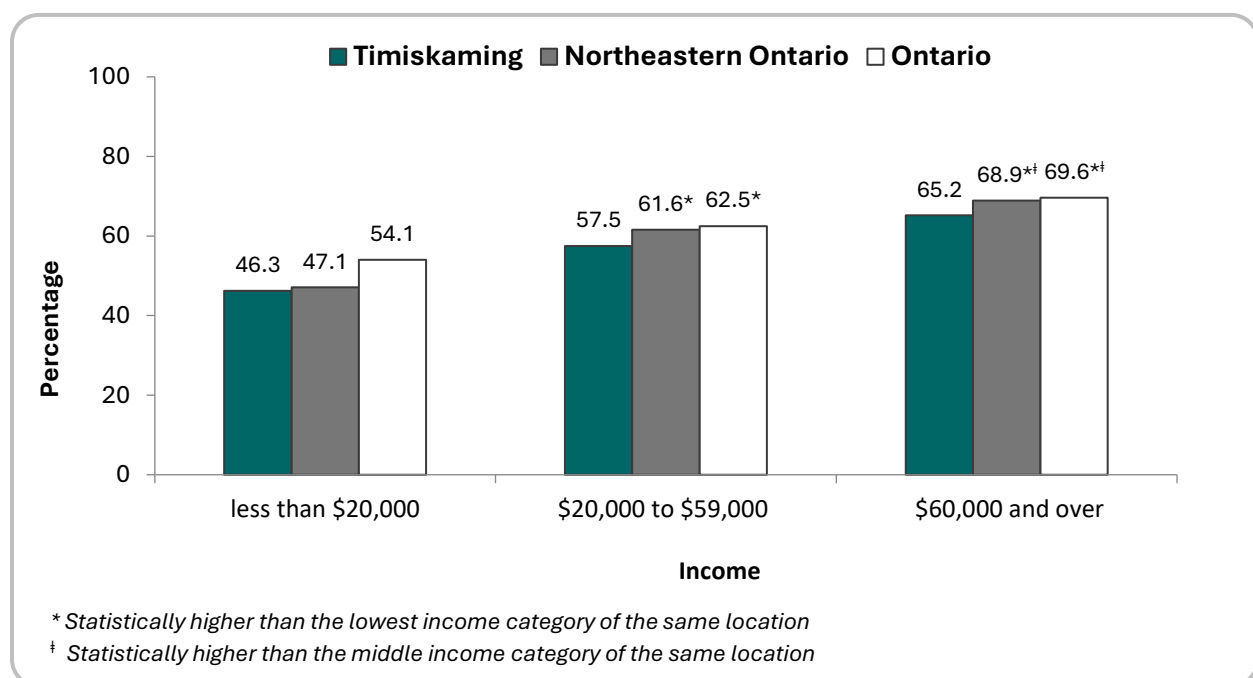 Timiskaming Northeastern Ontario Ontario
100
80
60
40
20
0
Percentage
46.3 47.1 54.1
57.5 61.6* 62.5*
65.2 68.9*ǂ 69.6*ǂ
less than $20,000 $20,000 to $59,000 $60,000 and over
Income
* Statistically higher than the lowest income category of the same location
ǂ Statistically higher than the middle income category of the same location